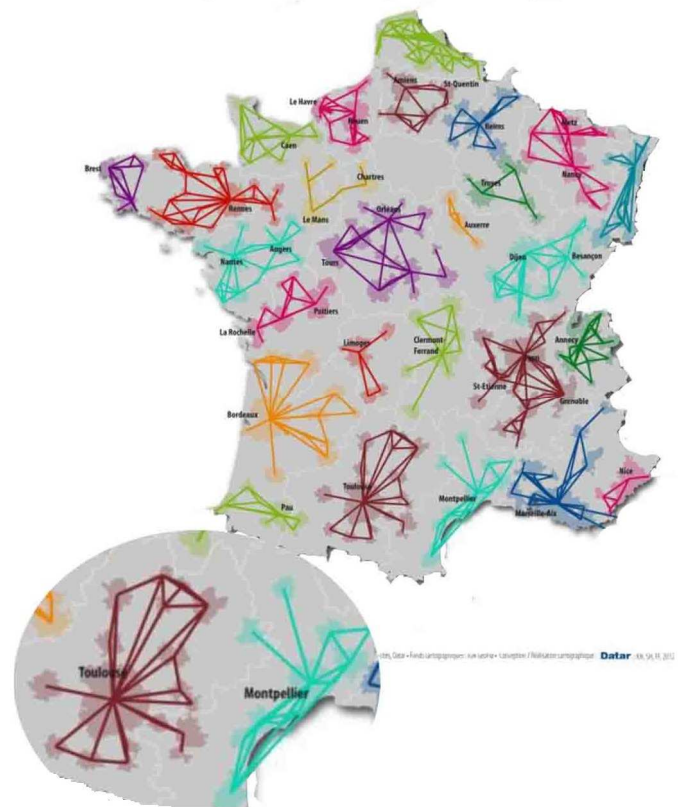 Amiens
St-Quentin
Le Havre
Rouen
Reims
Metz
Caen
Brest
Chartres
Troyes
Nancy
Rennes
Le Mans
Orléans
Auxerre
Angers
Nantes
Tours
Dijon
Besançon
Poitiers
La Rochelle
Limoges
Clermont-
Ferrand
Annecy
St-Etienne
Grenoble
Bordeaux
Toulouse
Montpellier
Nice
Marseille-Aix
Pau
Datar
Toulouse
Montpellier